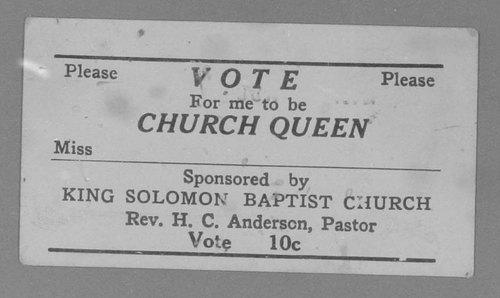 Please VOTE Please
For me to be
CHURCH QUEEN
Miss
Sponsored by
KING SOLOMON BAPTIST CHURCH
Rev. H. C. Anderson, Pastor
Vote 10c